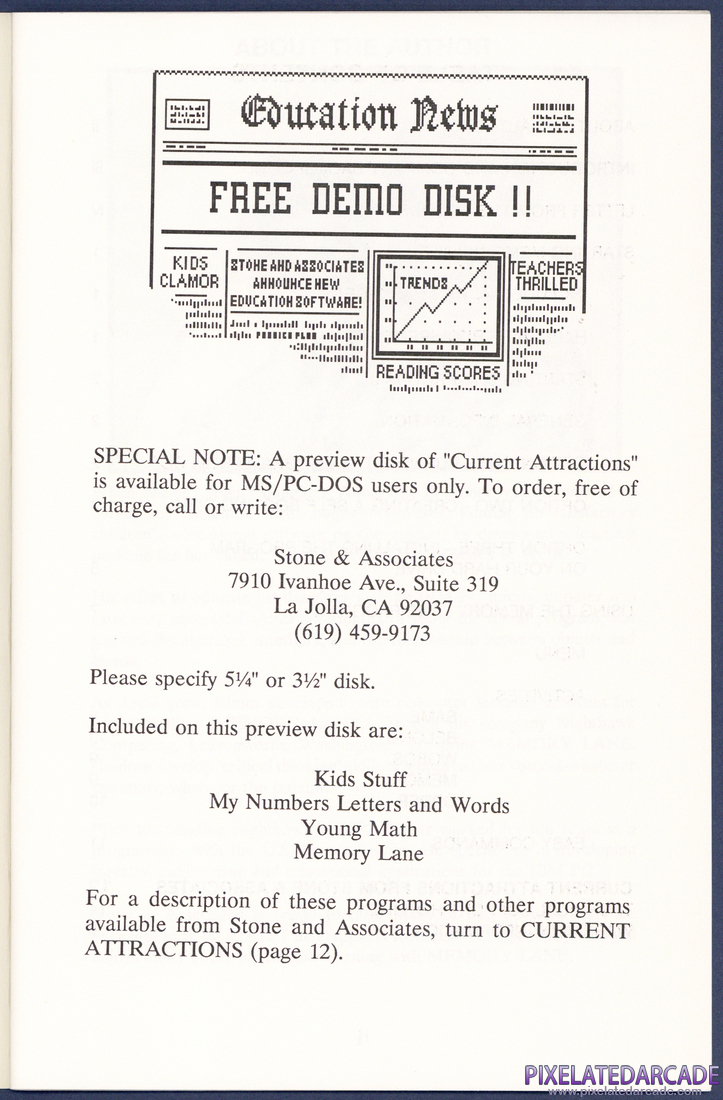 Education News
FREE DEMO DISK !!
KIDS
CLAMOR
STONE AND ASSOCIATES
ANNOUNCE NEW
EDUCATION SOFTWARE!
TRENDS
READING SCORES
TEACHERS
THRILLED
SPECIAL NOTE: A preview disk of "Current Attractions"
is available for MS/PC-DOS users only. To order, free of
charge, call or write:
Stone & Associates
7910 Ivanhoe Ave., Suite 319
La Jolla, CA 92037
(619) 459-9173
Please specify 5¼" or 3½" disk.
Included on this preview disk are:
Kids Stuff
My Numbers Letters and Words
Young Math
Memory Lane
For a description of these programs and other programs
available from Stone and Associates, turn to CURRENT
ATTRACTIONS (page 12).
PIXELATEDARCADE
www.pixelatedarcade.com